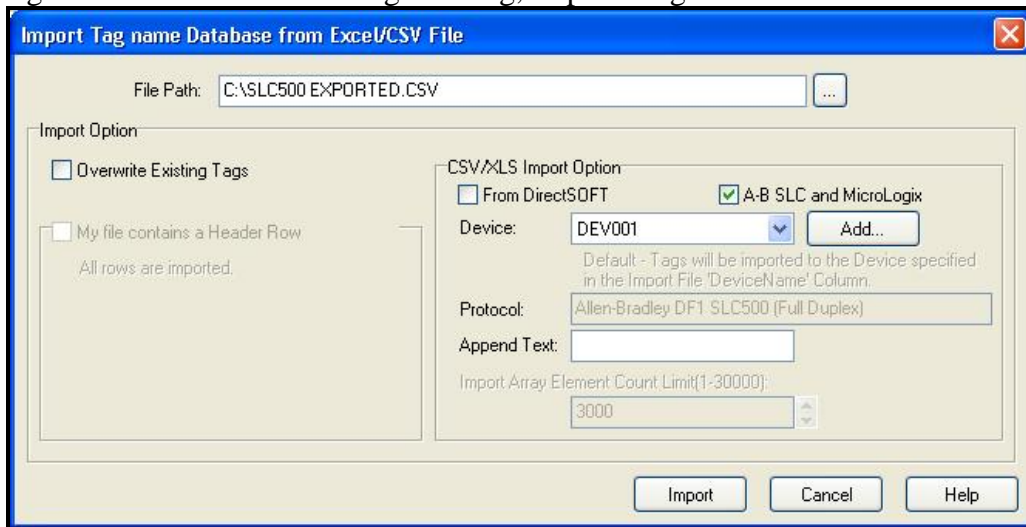 Import Tag name Database from Excel/CSV File
File Path: C:\SLC500 EXPORTED.CSV ...
Import Option
Overwrite Existing Tags
My file contains a Header Row
All rows are imported.
CSV/XLS Import Option
From DirectSOFT A-B SLC and MicroLogix
Device: DEV001 Add...
Default - Tags will be imported to the Device specified
in the Import File 'DeviceName' Column.
Protocol: Allen-Bradley DF1 SLC500 (Full Duplex)
Append Text:
Import Array Element Count Limit(1-30000):
3000
Import Cancel Help